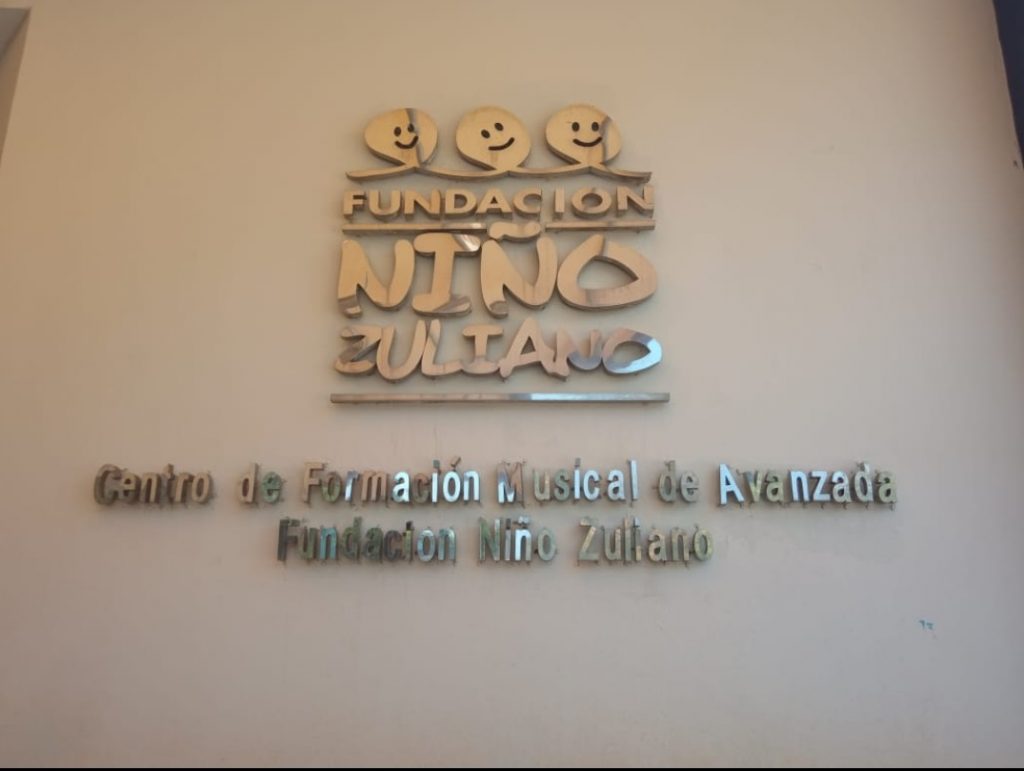 FUNDACION
NIÑO
ZULIANO
Centro de Formación Musical de Avanzada
Fundacion Niño Zuliano